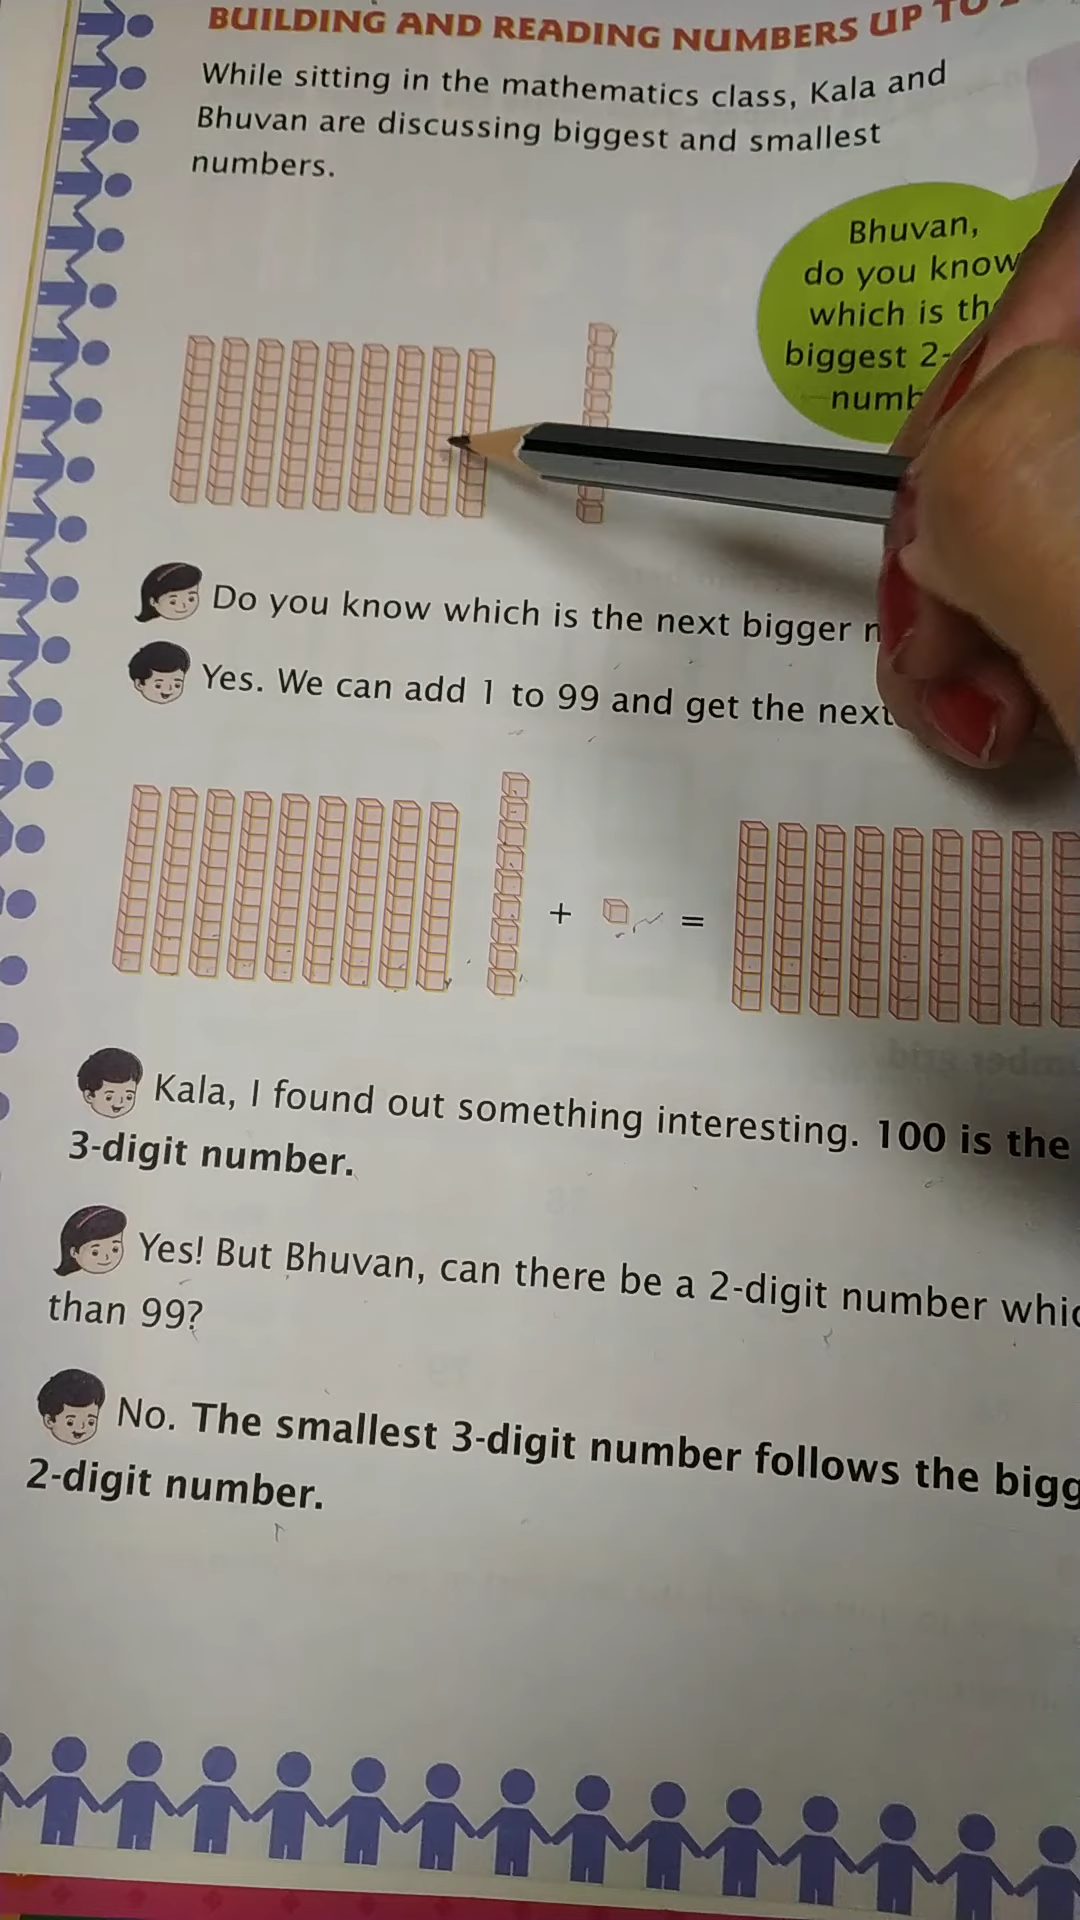 BUILDING AND READING NUMBERS UP TO
While sitting in the mathematics class, Kala and
Bhuvan are discussing biggest and smallest
numbers.
Bhuvan,
do you know
which is
biggest 2-
Do you know which is the next bigger
Yes. We can add 1 to 99 and get the next
+ =
Kala, I found out something interesting. 100 is the
3-digit number.
Yes! But Bhuvan, can there be a 2-digit number
than 99?
No. The smallest 3-digit number follows the
2-digit number.